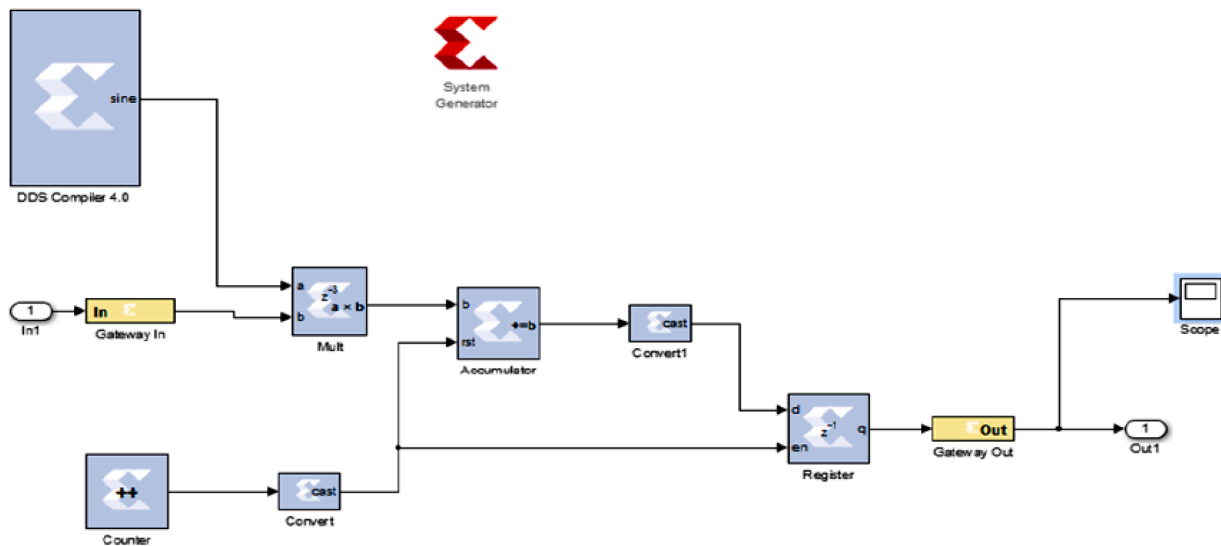 System
Generator
sine
DDS Compiler 4.0
1
In1
In
Gateway In
a
b
z-3
a × b
Mult
b
rst
+=b
Accumulator
cast
Convert1
Scope
d
en
z-1
q
Register
Out
Gateway Out
1
Out1
++
Counter
cast
Convert